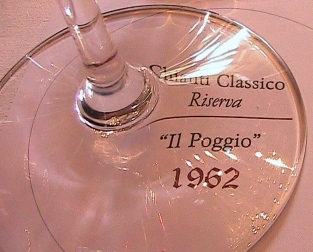 Chianti Classico
Riserva
"Il Poggio"
1962